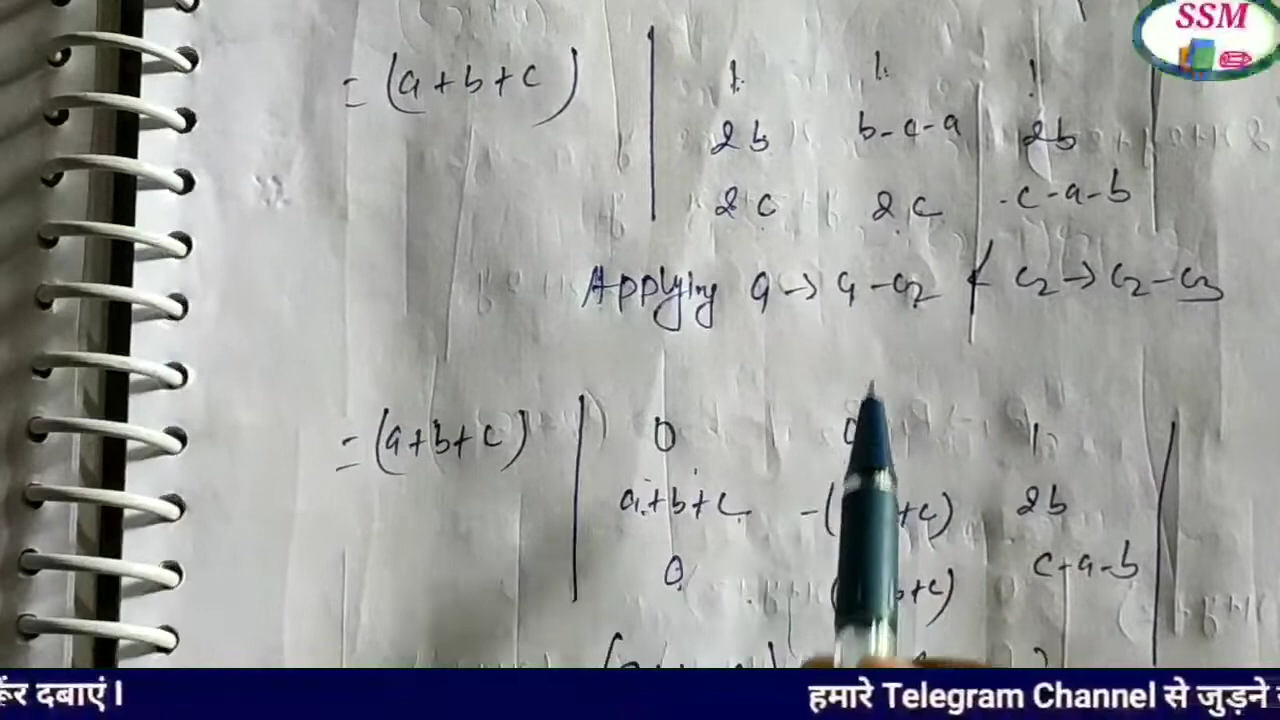 SSM
= (a+b+c) | 1 1 1 |
2b b-c-a 2b
2c 2c c-a-b
Applying C1 → C1 - C2 & C2 → C2 - C3
= (a+b+c) | 0 1 |
a+b+c -( +c) 2b
0 b+c) c-a-b
दबाएं। हमारे Telegram Channel से जुड़ने